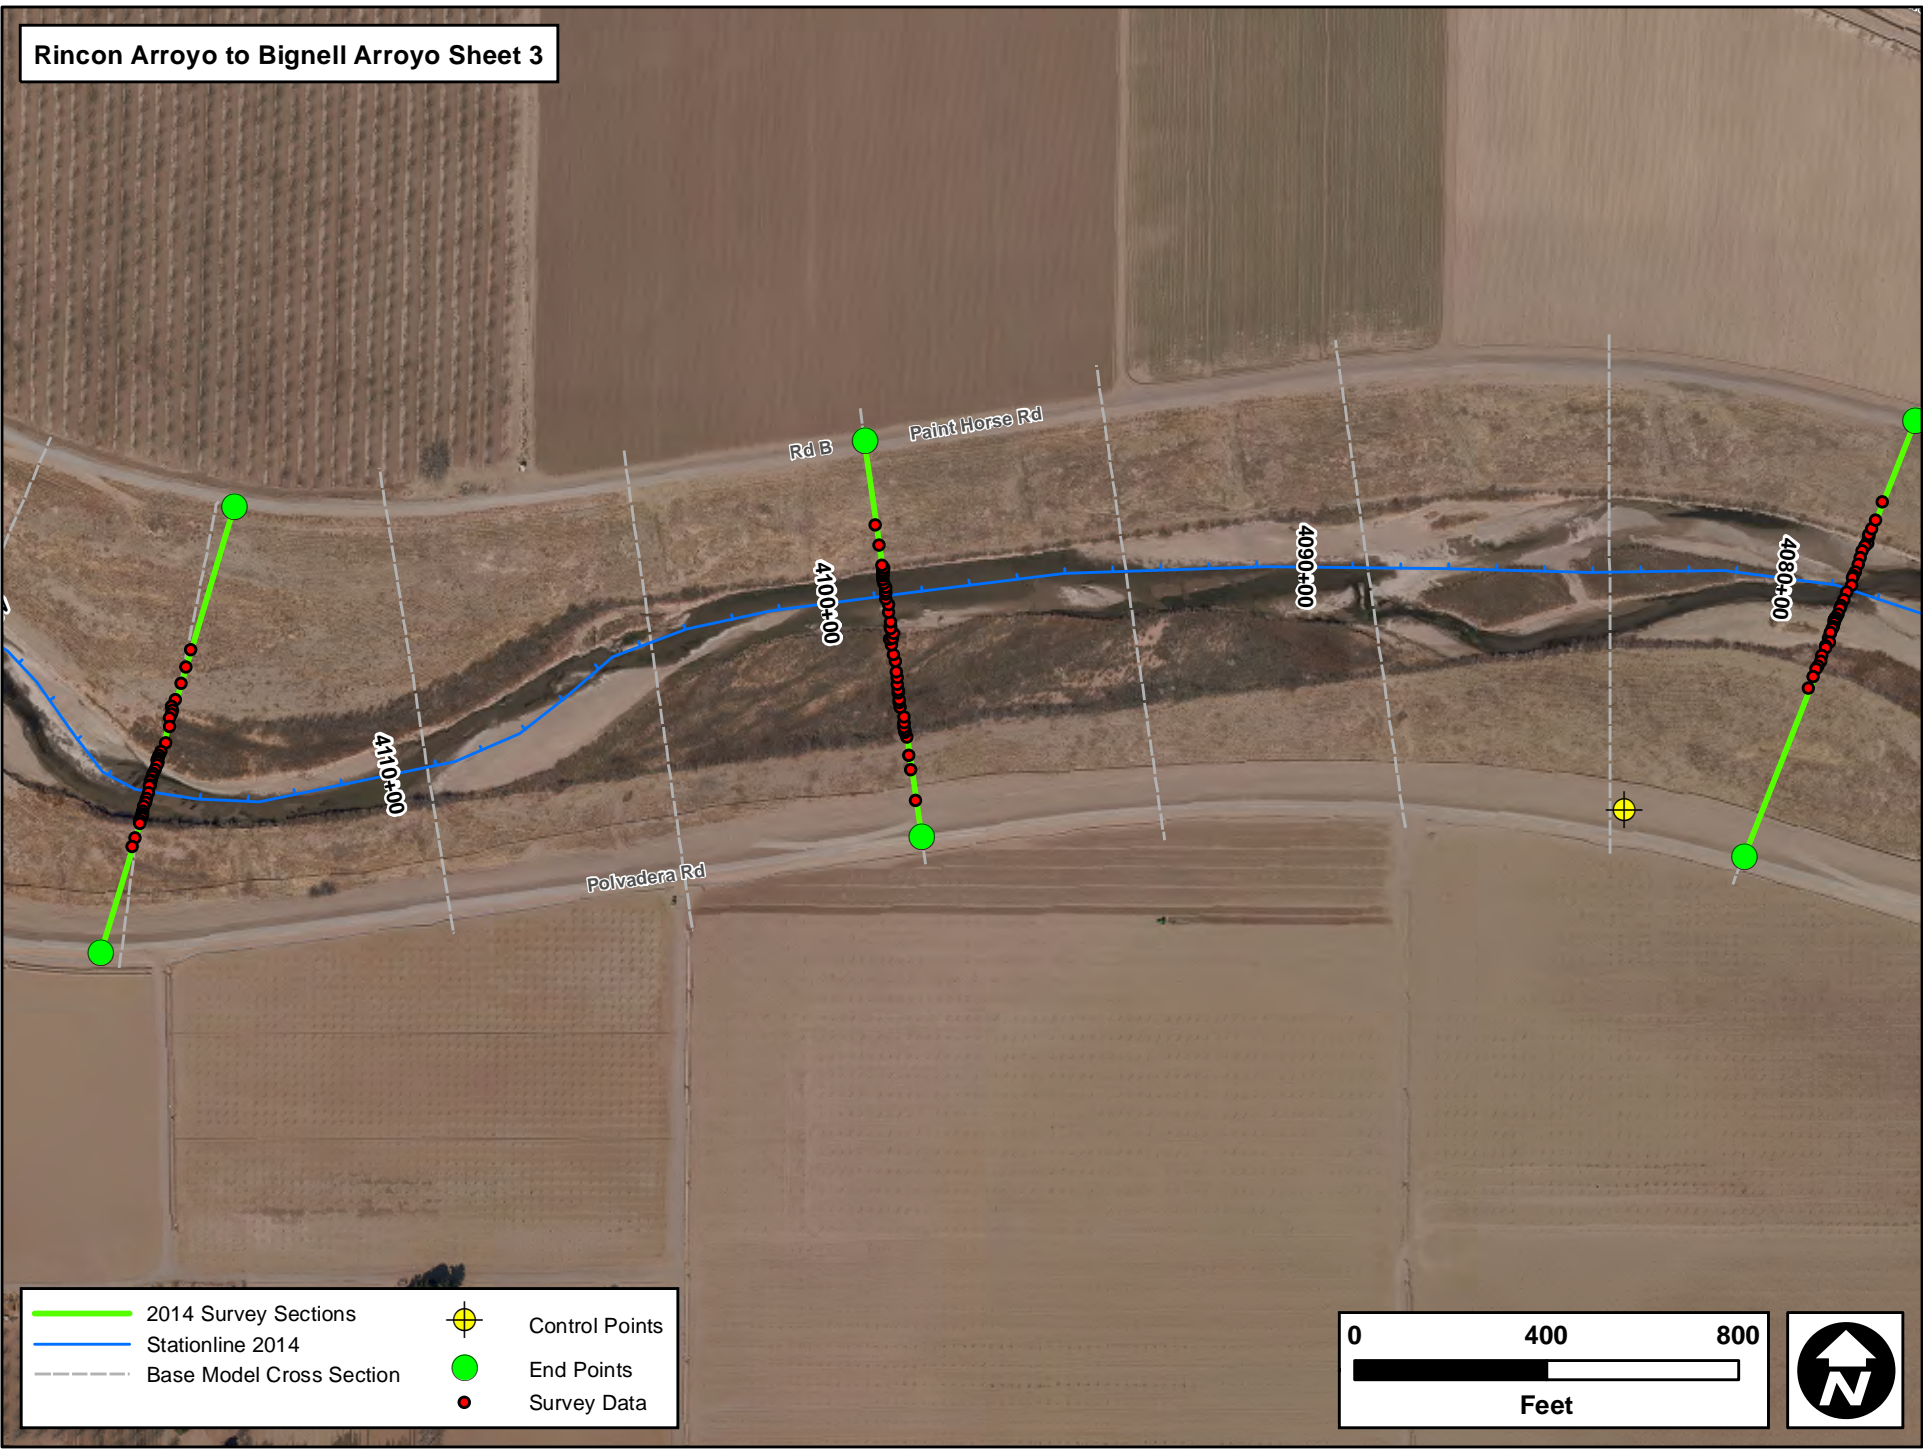 Rincon Arroyo to Bignell Arroyo Sheet 3
Rd B
Paint Horse Rd
4100+00
4090+00
4080+00
4110+00
Polvadera Rd
2014 Survey Sections
Stationline 2014
Base Model Cross Section
Control Points
End Points
Survey Data
0 400 800
Feet
N